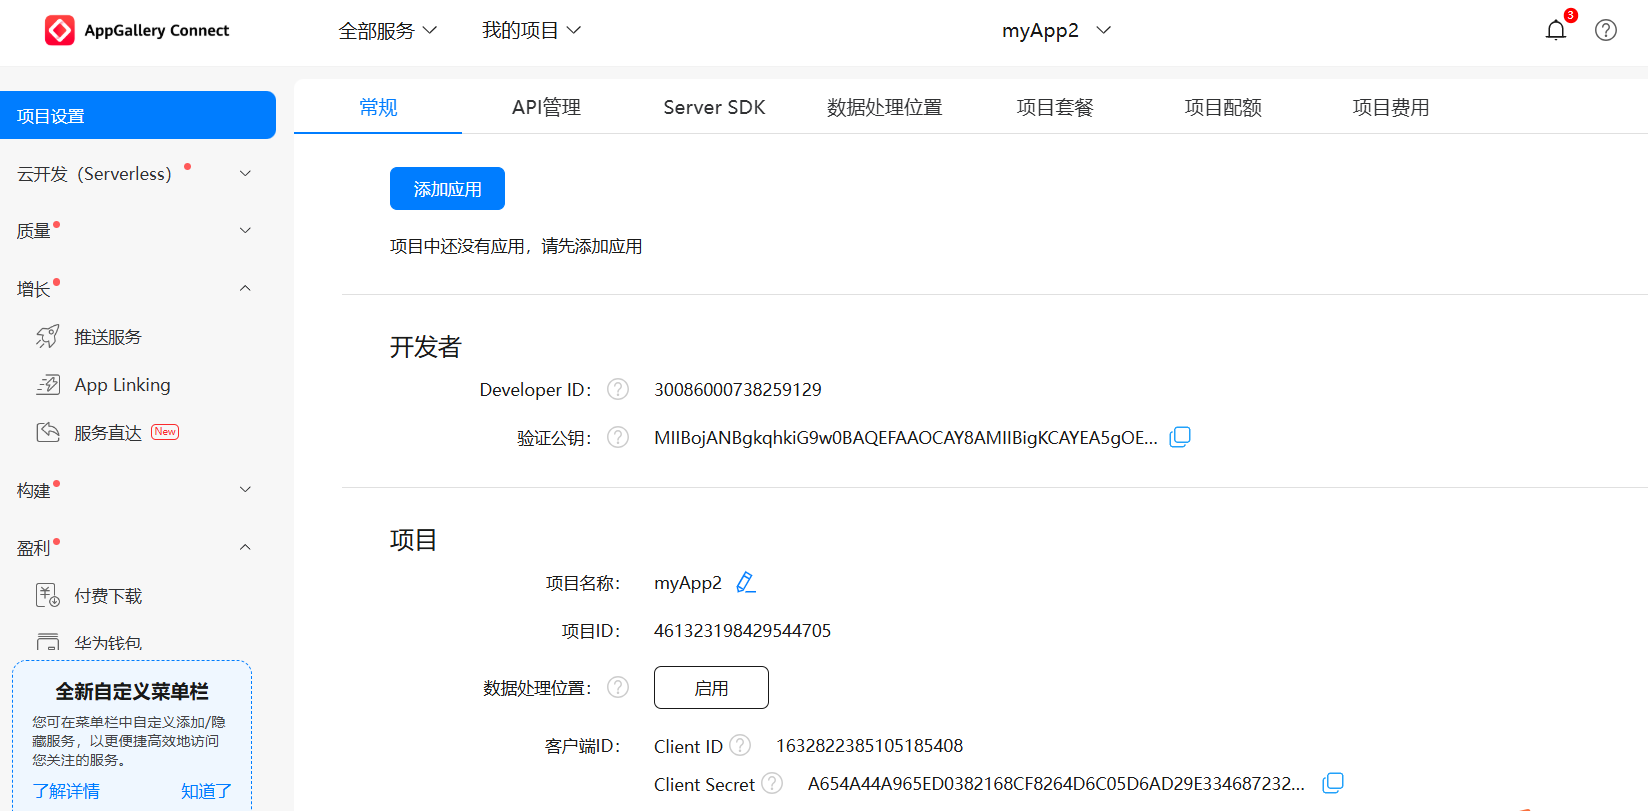 AppGallery Connect
全部服务
我的项目
myApp2
3
项目设置
云开发（Serverless）
质量
增长
推送服务
App Linking
服务直达 New
构建
盈利
付费下载
华为钱包
全新自定义菜单栏
您可在菜单栏中自定义添加/隐
藏服务，以更便捷高效地访问
您关注的服务。
了解详情 知道了
常规 API管理 Server SDK 数据处理位置 项目套餐 项目配额 项目费用
添加应用
项目中还没有应用，请先添加应用
开发者
Developer ID： 30086000738259129
验证公钥： MIIBojANBgkqhkiG9w0BAQEFAAOCAY8AMIIBigKCAYEA5gOE...
项目
项目名称： myApp2
项目ID： 461323198429544705
数据处理位置： 启用
客户端ID： Client ID 1632822385105185408
Client Secret A654A44A965ED0382168CF8264D6C05D6AD29E334687232...